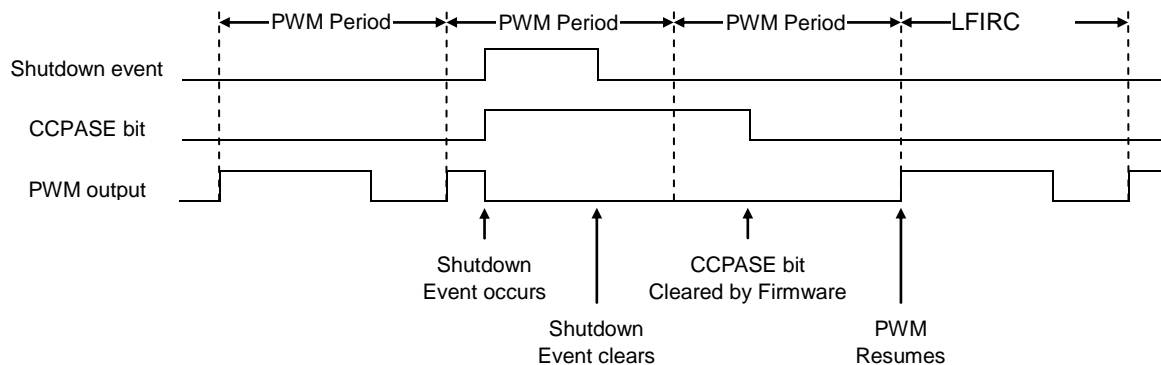 PWM Period PWM Period PWM Period LFIRC
Shutdown event
CCPASE bit
PWM output
Shutdown
Event occurs
CCPASE bit
Cleared by Firmware
Shutdown
Event clears
PWM
Resumes